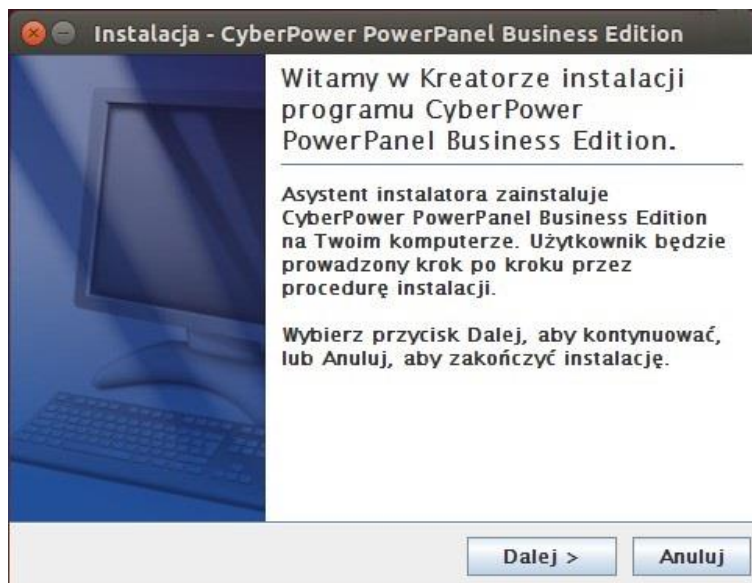 Instalacja - CyberPower PowerPanel Business Edition
Witamy w Kreatorze instalacji
programu CyberPower
PowerPanel Business Edition.
Asystent instalatora zainstaluje
CyberPower PowerPanel Business Edition
na Twoim komputerze. Użytkownik będzie
prowadzony krok po kroku przez
procedurę instalacji.
Wybierz przycisk Dalej, aby kontynuować,
lub Anuluj, aby zakończyć instalację.
Dalej >
Anuluj